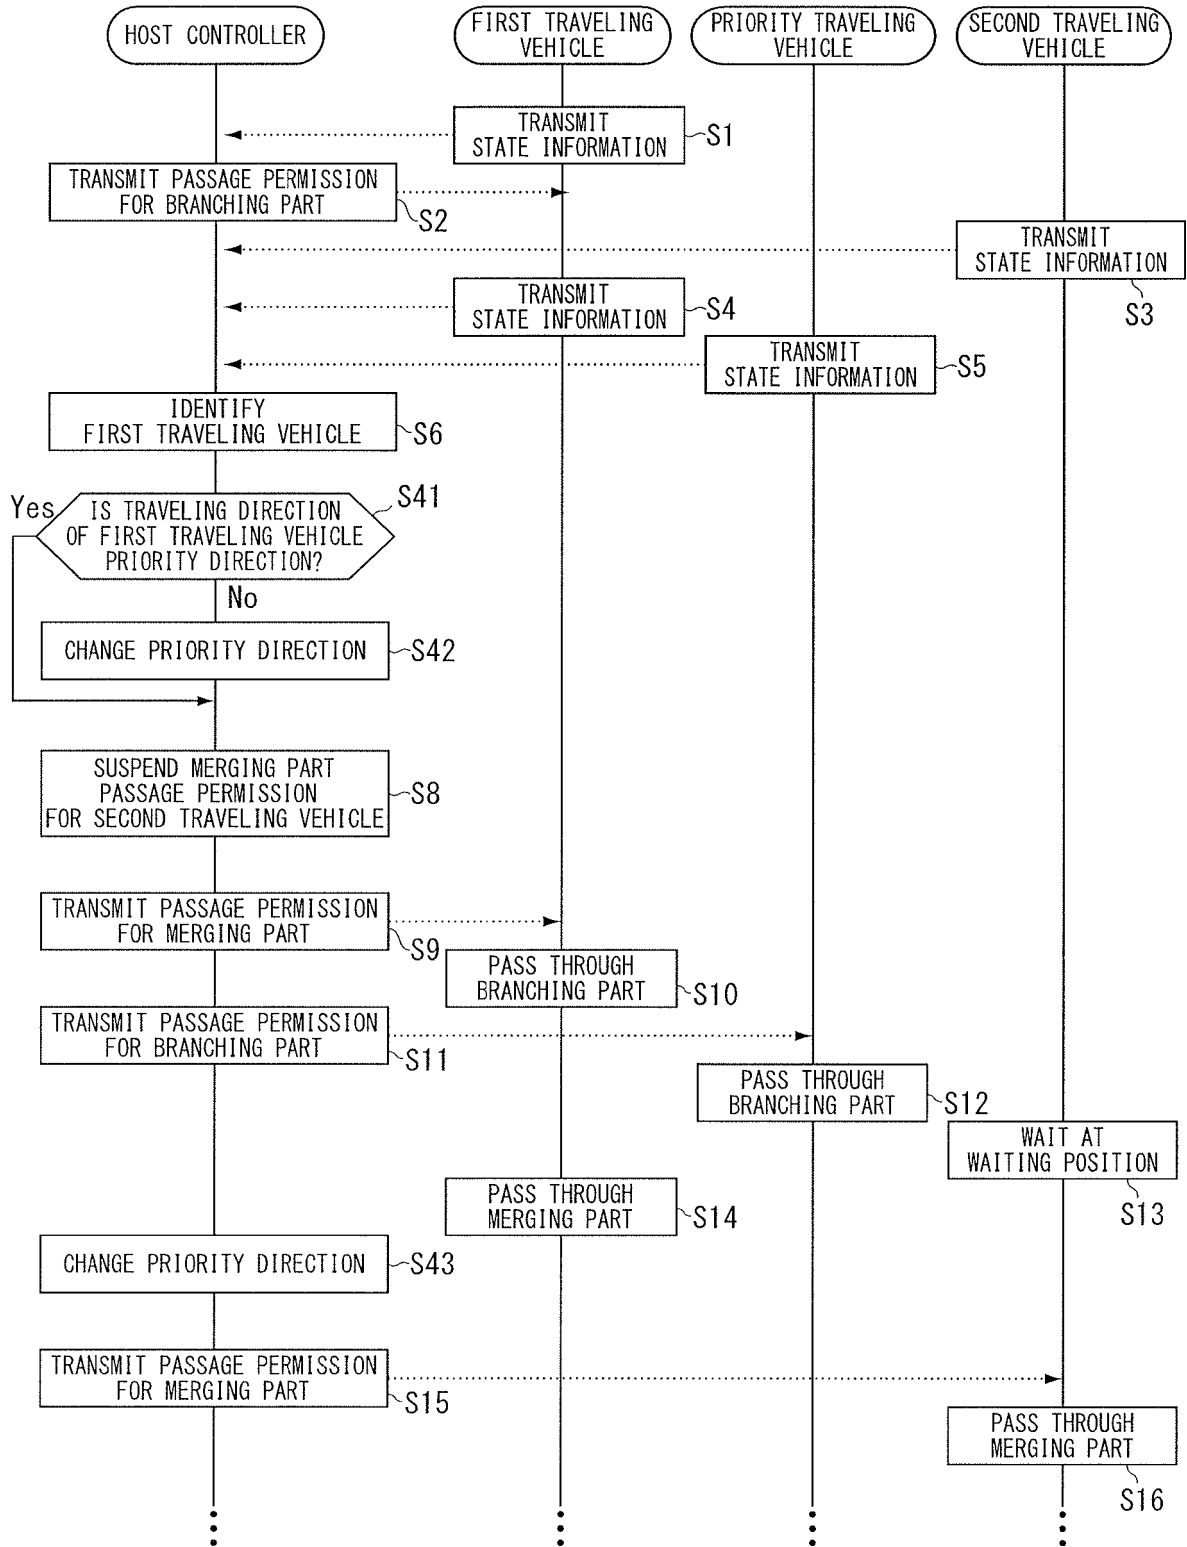 HOST CONTROLLER
FIRST TRAVELING
VEHICLE
PRIORITY TRAVELING
VEHICLE
SECOND TRAVELING
VEHICLE
TRANSMIT
STATE INFORMATION
S1
TRANSMIT PASSAGE PERMISSION
FOR BRANCHING PART
S2
TRANSMIT
STATE INFORMATION
S3
TRANSMIT
STATE INFORMATION
S4
TRANSMIT
STATE INFORMATION
S5
IDENTIFY
FIRST TRAVELING VEHICLE
S6
Yes
IS TRAVELING DIRECTION
OF FIRST TRAVELING VEHICLE
PRIORITY DIRECTION?
S41
No
CHANGE PRIORITY DIRECTION
S42
SUSPEND MERGING PART
PASSAGE PERMISSION
FOR SECOND TRAVELING VEHICLE
S8
TRANSMIT PASSAGE PERMISSION
FOR MERGING PART
S9
PASS THROUGH
BRANCHING PART
S10
TRANSMIT PASSAGE PERMISSION
FOR BRANCHING PART
S11
PASS THROUGH
BRANCHING PART
S12
WAIT AT
WAITING POSITION
S13
PASS THROUGH
MERGING PART
S14
CHANGE PRIORITY DIRECTION
S43
TRANSMIT PASSAGE PERMISSION
FOR MERGING PART
S15
PASS THROUGH
MERGING PART
S16